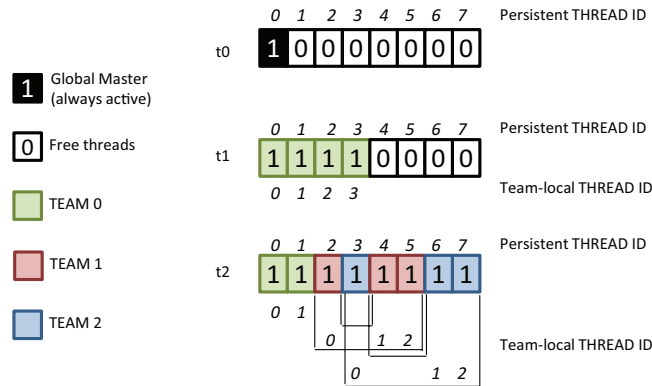 0 1 2 3 4 5 6 7 Persistent THREAD ID
t0 1 0 0 0 0 0 0 0
1 Global Master
(always active)
0 Free threads
TEAM 0
TEAM 1
TEAM 2
0 1 2 3 4 5 6 7 Persistent THREAD ID
t1 1 1 1 1 0 0 0 0
0 1 2 3 Team-local THREAD ID
0 1 2 3 4 5 6 7 Persistent THREAD ID
t2 1 1 1 1 1 1 1 1
0 1
0 1 2 Team-local THREAD ID
0 1 2